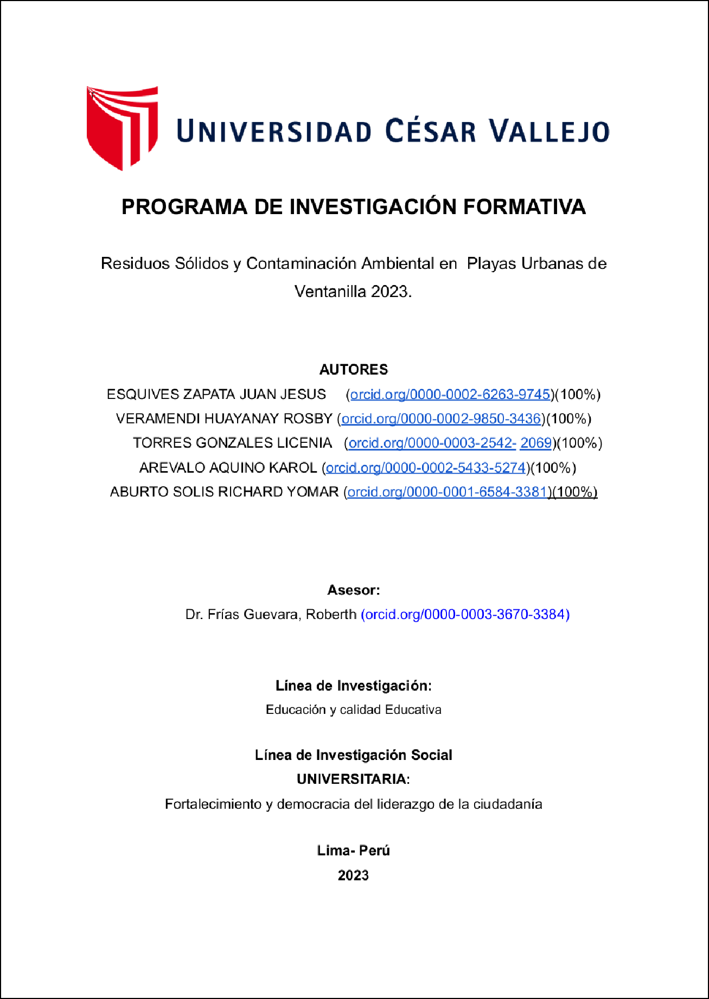 UNIVERSIDAD CÉSAR VALLEJO
PROGRAMA DE INVESTIGACIÓN FORMATIVA
Residuos Sólidos y Contaminación Ambiental en  Playas Urbanas de
Ventanilla 2023.
AUTORES
ESQUIVES ZAPATA JUAN JESUS (orcid.org/0000-0002-6263-9745)(100%)
VERAMENDI HUAYANAY ROSBY (orcid.org/0000-0002-9850-3436)(100%)
TORRES GONZALES LICENIA (orcid.org/0000-0003-2542- 2069)(100%)
AREVALO AQUINO KAROL (orcid.org/0000-0002-5433-5274)(100%)
ABURTO SOLIS RICHARD YOMAR (orcid.org/0000-0001-6584-3381)(100%)
Asesor:
Dr. Frías Guevara, Roberth (orcid.org/0000-0003-3670-3384)
Línea de Investigación:
Educación y calidad Educativa
Línea de Investigación Social
UNIVERSITARIA:
Fortalecimiento y democracia del liderazgo de la ciudadanía
Lima- Perú
2023